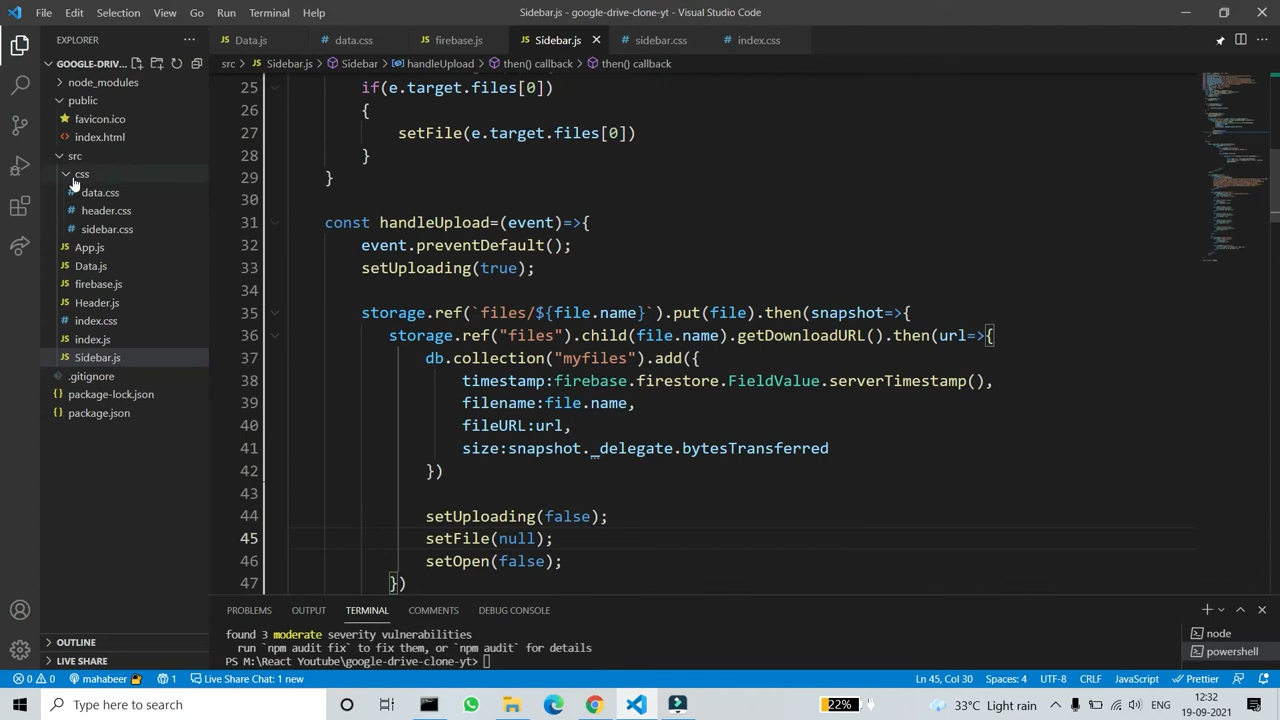 File Edit Selection View Go Run Terminal Help
Sidebar.js - google-drive-clone-yt - Visual Studio Code
EXPLORER
GOOGLE-DRIV...
node_modules
public
favicon.ico
index.html
src
css
data.css
header.css
sidebar.css
App.js
Data.js
firebase.js
Header.js
index.css
index.js
Sidebar.js
.gitignore
package-lock.json
package.json
OUTLINE
LIVE SHARE
Data.js data.css firebase.js Sidebar.js sidebar.css index.css
src > Sidebar.js > Sidebar > handleUpload > then() callback > then() callback
25 if(e.target.files[0])
26 {
27 setFile(e.target.files[0])
28 }
29 }
30
31 const handleUpload=(event)=>{
32 event.preventDefault();
33 setUploading(true);
34
35 storage.ref(`files/${file.name}`).put(file).then(snapshot=>{
36 storage.ref("files").child(file.name).getDownloadURL().then(url=>{
37 db.collection("myfiles").add({
38 timestamp:firebase.firestore.FieldValue.serverTimestamp(),
39 filename:file.name,
40 fileURL:url,
41 size:snapshot._delegate.bytesTransferred
42 })
43
44 setUploading(false);
45 setFile(null);
46 setOpen(false);
47 })
PROBLEMS OUTPUT TERMINAL COMMENTS DEBUG CONSOLE
found 3 moderate severity vulnerabilities
run `npm audit fix` to fix them, or `npm audit` for details
PS M:\React Youtube\google-drive-clone-yt>
node
powershell
0 0 mahabeer 1 Live Share Chat: 1 new
Ln 45, Col 30 Spaces: 4 UTF-8 CRLF JavaScript Prettier
Type here to search
22%
33°C Light rain
ENG
12:32
19-09-2021